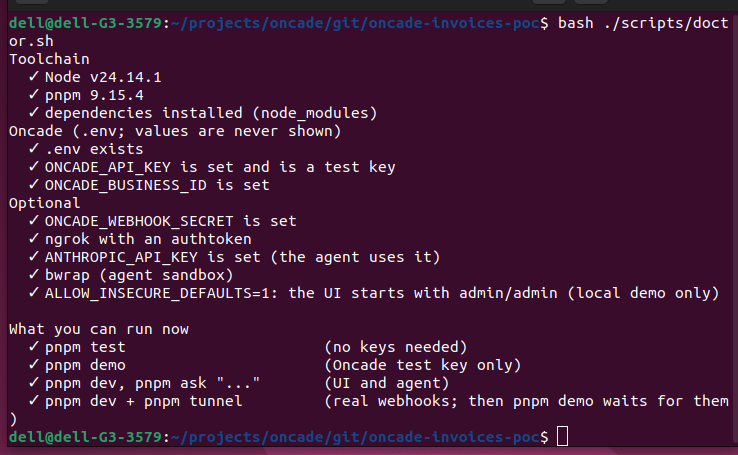 dell@dell-G3-3579:~/projects/oncade/git/oncade-invoices-poc$ bash ./scripts/doct
or.sh
Toolchain
  ✓ Node v24.14.1
  ✓ pnpm 9.15.4
  ✓ dependencies installed (node_modules)
Oncade (.env; values are never shown)
  ✓ .env exists
  ✓ ONCADE_API_KEY is set and is a test key
  ✓ ONCADE_BUSINESS_ID is set
Optional
  ✓ ONCADE_WEBHOOK_SECRET is set
  ✓ ngrok with an authtoken
  ✓ ANTHROPIC_API_KEY is set (the agent uses it)
  ✓ bwrap (agent sandbox)
  ✓ ALLOW_INSECURE_DEFAULTS=1: the UI starts with admin/admin (local demo only)

What you can run now
  ✓ pnpm test                      (no keys needed)
  ✓ pnpm demo                      (Oncade test key only)
  ✓ pnpm dev, pnpm ask "..."       (UI and agent)
  ✓ pnpm dev + pnpm tunnel         (real webhooks; then pnpm demo waits for them
)
dell@dell-G3-3579:~/projects/oncade/git/oncade-invoices-poc$